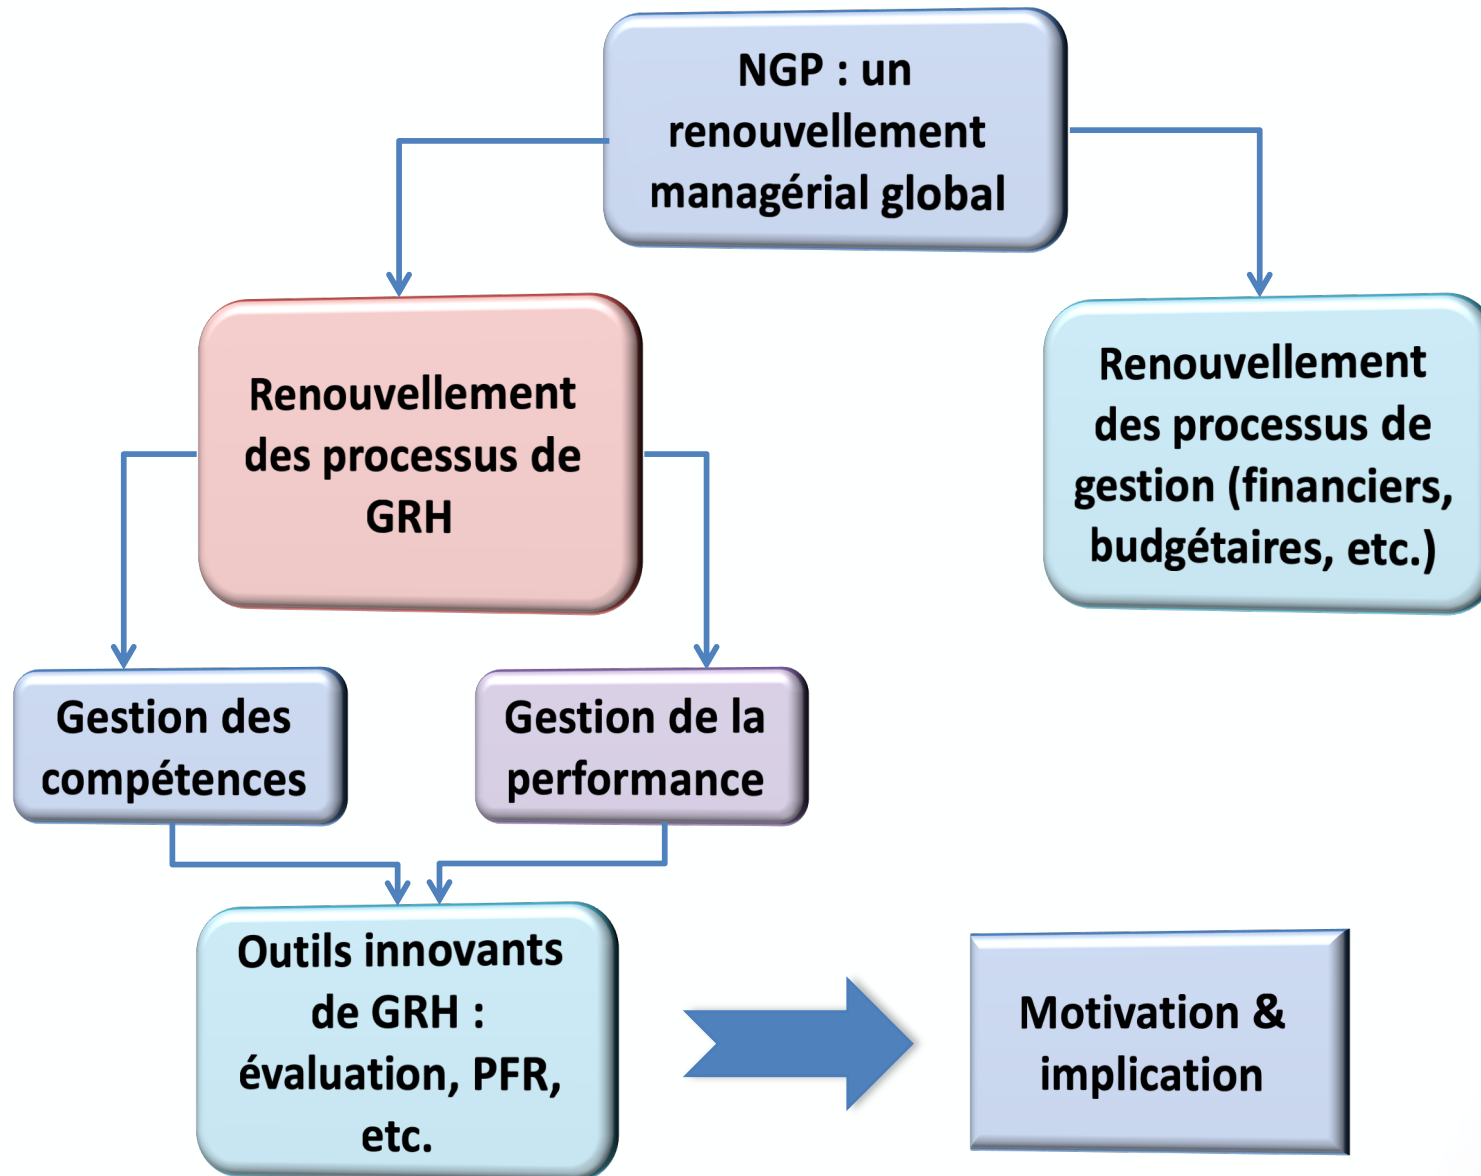 NGP : un
renouvellement
managérial global
Renouvellement
des processus de
GRH
Renouvellement
des processus de
gestion (financiers,
budgétaires, etc.)
Gestion des
compétences
Gestion de la
performance
Outils innovants
de GRH :
évaluation, PFR,
etc.
Motivation &
implication